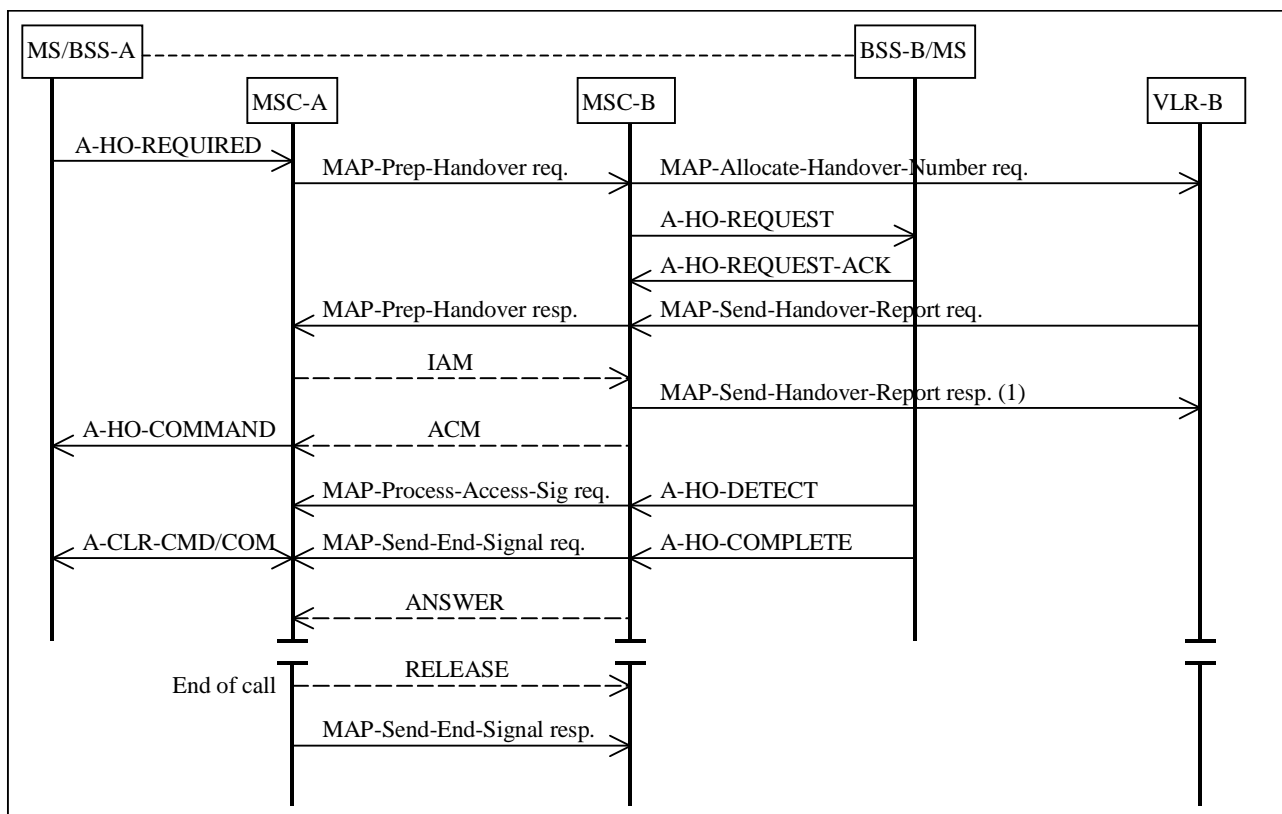 MS/BSS-A
BSS-B/MS
MSC-A
MSC-B
VLR-B
A-HO-REQUIRED
MAP-Prep-Handover req.
MAP-Allocate-Handover-Number req.
A-HO-REQUEST
A-HO-REQUEST-ACK
MAP-Prep-Handover resp.
MAP-Send-Handover-Report req.
IAM
MAP-Send-Handover-Report resp. (1)
A-HO-COMMAND
ACM
MAP-Process-Access-Sig req.
A-HO-DETECT
A-CLR-CMD/COM
MAP-Send-End-Signal req.
A-HO-COMPLETE
ANSWER
RELEASE
End of call
MAP-Send-End-Signal resp.